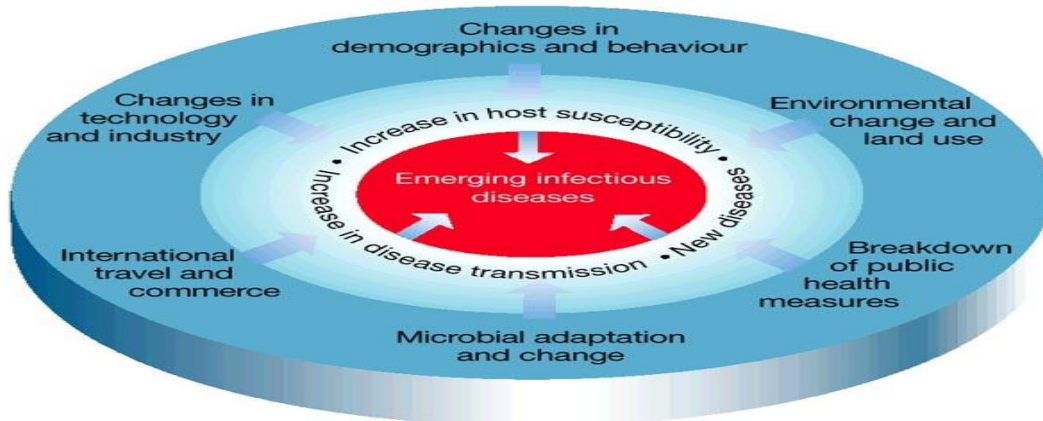 Changes in
demographics and behaviour
Changes in
technology
and industry
Environmental
change and
land use
• Increase in host susceptibility •
Emerging infectious
diseases
New diseases
• Increase in disease transmission •
International
travel and
commerce
Breakdown
of public
health
measures
Microbial adaptation
and change